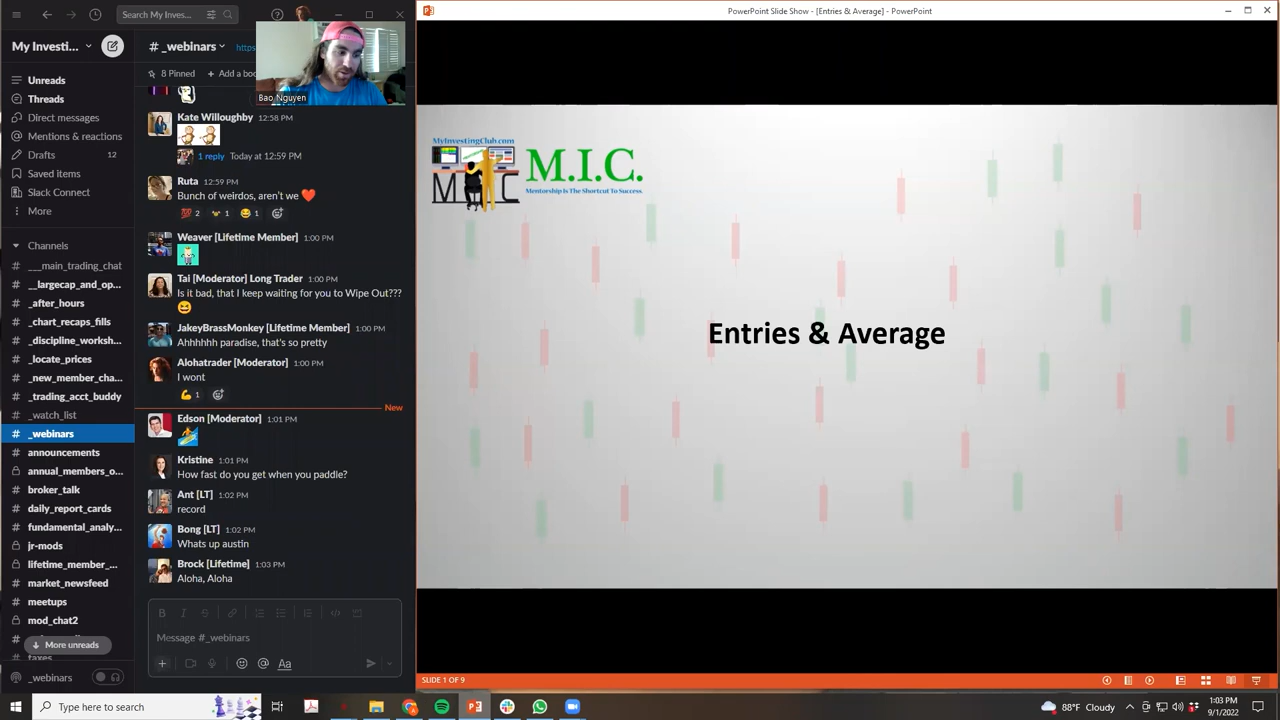 My Inves...
Unreads
Threads
Direct messages
Mentions & reactions
Drafts
12
Saved items
Slack Connect
More
Channels
# ___main_trading_chat
# __largecap_and_op...
# _after_hours
# _chart_recaps_fills
# _locate_prices
# _new_member_cha...
# _trading_acct_buddy
# _watch_list
# _webinars
# announcements
annual_members_o...
# broker_talk
# daily_report_cards
# fundamental_analy...
jr-mods
lifetime_member_...
# market_newsfeed
# meetups
mod_chat2
More unreads
taxes
_webinars
Search My Inves...
8 Pinned
+ Add a boo
https
Bao Nguyen
Kate Willoughby 12:58 PM
1 reply Today at 12:59 PM
Ruta 12:59 PM
Bunch of weirdos, aren't we
2
1
1
Weaver [Lifetime Member] 1:00 PM
Tai [Moderator] Long Trader 1:00 PM
Is it bad, that I keep waiting for you to Wipe Out???
JakeyBrassMonkey [Lifetime Member] 1:00 PM
Ahhhhhh paradise, that's so pretty
Alohatrader [Moderator] 1:00 PM
I wont
1
New
Edson [Moderator] 1:01 PM
Kristine 1:01 PM
How fast do you get when you paddle?
Ant [LT] 1:02 PM
record
Bong [LT] 1:02 PM
Whats up austin
Brock [Lifetime] 1:03 PM
Aloha, Aloha
Message #_webinars
Aa
PowerPoint Slide Show - [Entries & Average] - PowerPoint
MyInvestingClub.com
MIC
M.I.C.
Mentorship Is The Shortcut To Success.
Entries & Average
SLIDE 1 OF 9
Type here to search
88°F Cloudy
1:03 PM
9/1/2022